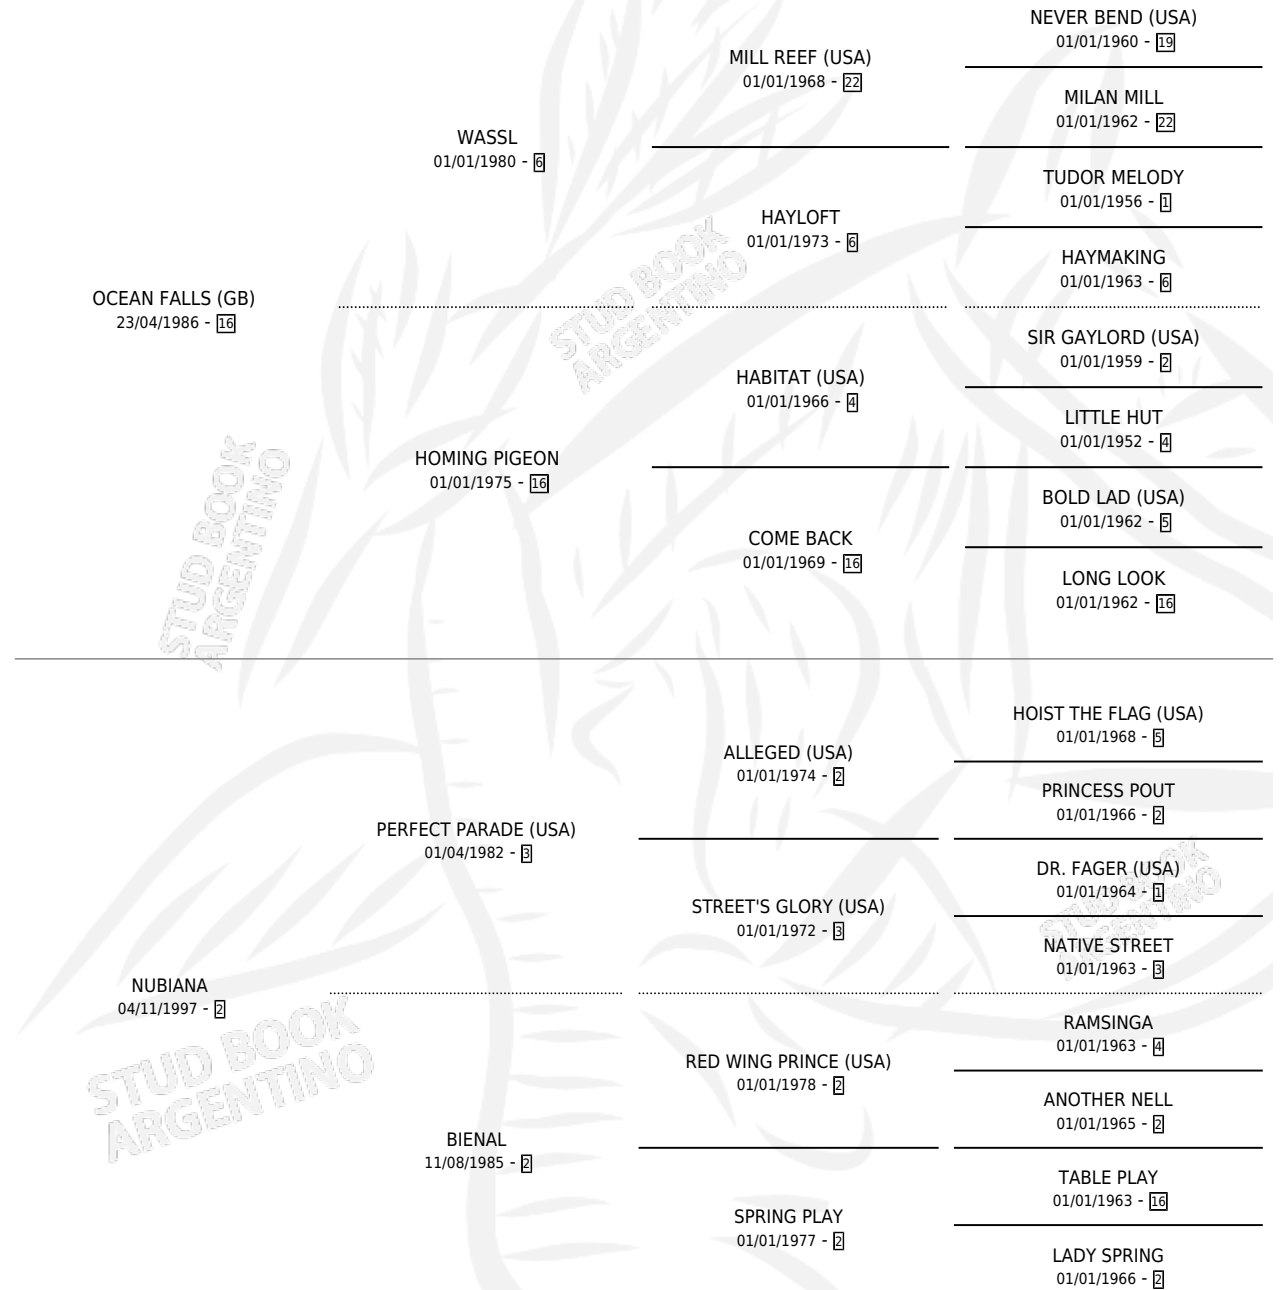 NEVER BEND (USA)
01/01/1960 - 19
MILL REEF (USA)
01/01/1968 - 22
MILAN MILL
01/01/1962 - 22
WASSL
01/01/1980 - 6
TUDOR MELODY
01/01/1956 - 1
HAYLOFT
01/01/1973 - 6
HAYMAKING
01/01/1963 - 6
OCEAN FALLS (GB)
23/04/1986 - 16
SIR GAYLORD (USA)
01/01/1959 - 2
HABITAT (USA)
01/01/1966 - 4
LITTLE HUT
01/01/1952 - 4
HOMING PIGEON
01/01/1975 - 16
BOLD LAD (USA)
01/01/1962 - 5
COME BACK
01/01/1969 - 16
LONG LOOK
01/01/1962 - 16
HOIST THE FLAG (USA)
01/01/1968 - 5
ALLEGED (USA)
01/01/1974 - 2
PRINCESS POUT
01/01/1966 - 2
PERFECT PARADE (USA)
01/04/1982 - 3
DR. FAGER (USA)
01/01/1964 - 1
STREET'S GLORY (USA)
01/01/1972 - 3
NATIVE STREET
01/01/1963 - 3
NUBIANA
04/11/1997 - 2
RAMSINGA
01/01/1963 - 4
RED WING PRINCE (USA)
01/01/1978 - 2
ANOTHER NELL
01/01/1965 - 2
BIENAL
11/08/1985 - 2
TABLE PLAY
01/01/1963 - 16
SPRING PLAY
01/01/1977 - 2
LADY SPRING
01/01/1966 - 2
STUD BOOK
ARGENTINO
STUD BOOK
ARGENTINO
STUD BOOK
ARGENTINO
STUD BOOK
ARGENTINO